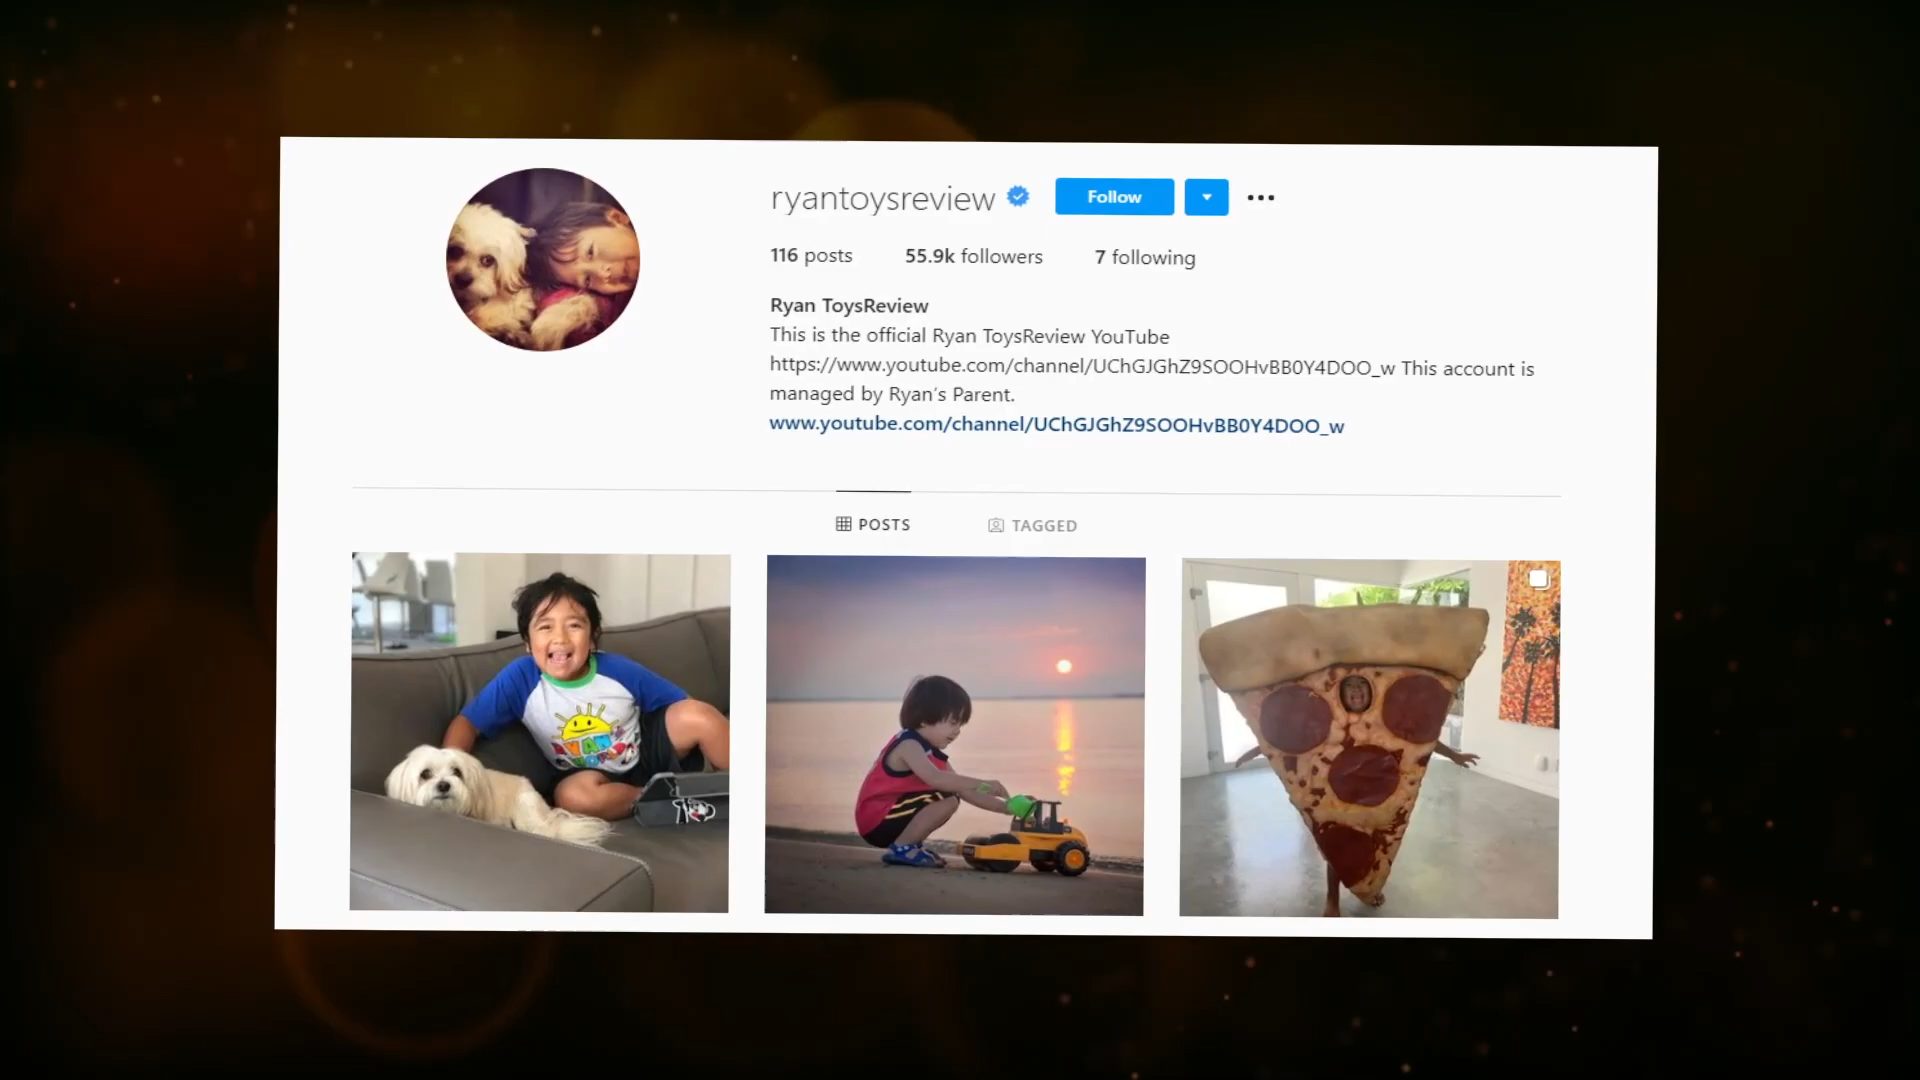 ryantoysreview
Follow
116 posts 55.9k followers 7 following
Ryan ToysReview
This is the official Ryan ToysReview YouTube
https://www.youtube.com/channel/UChGJGhZ9SOOHvBB0Y4DOO_w This account is
managed by Ryan's Parent.
www.youtube.com/channel/UChGJGhZ9SOOHvBB0Y4DOO_w
POSTS TAGGED
RYAN'S